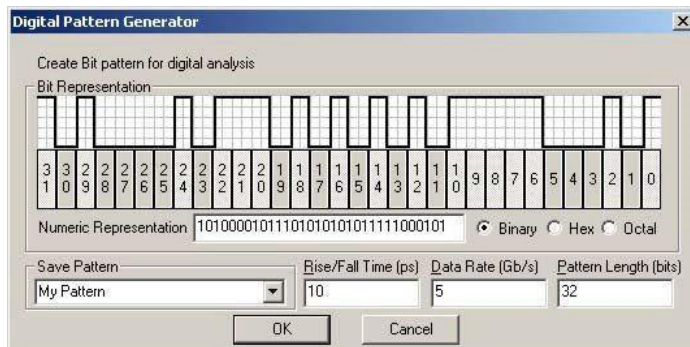 Digital Pattern Generator
Create Bit pattern for digital analysis
Bit Representation
31 30 29 28 27 26 25 24 23 22 21 20 19 18 17 16 15 14 13 12 11 10 9 8 7 6 5 4 3 2 1 0
Numeric Representation 10100001011101010101011111000101 Binary Hex Octal
Save Pattern Rise/Fall Time (ps) Data Rate (Gb/s) Pattern Length (bits)
My Pattern 10 5 32
OK Cancel